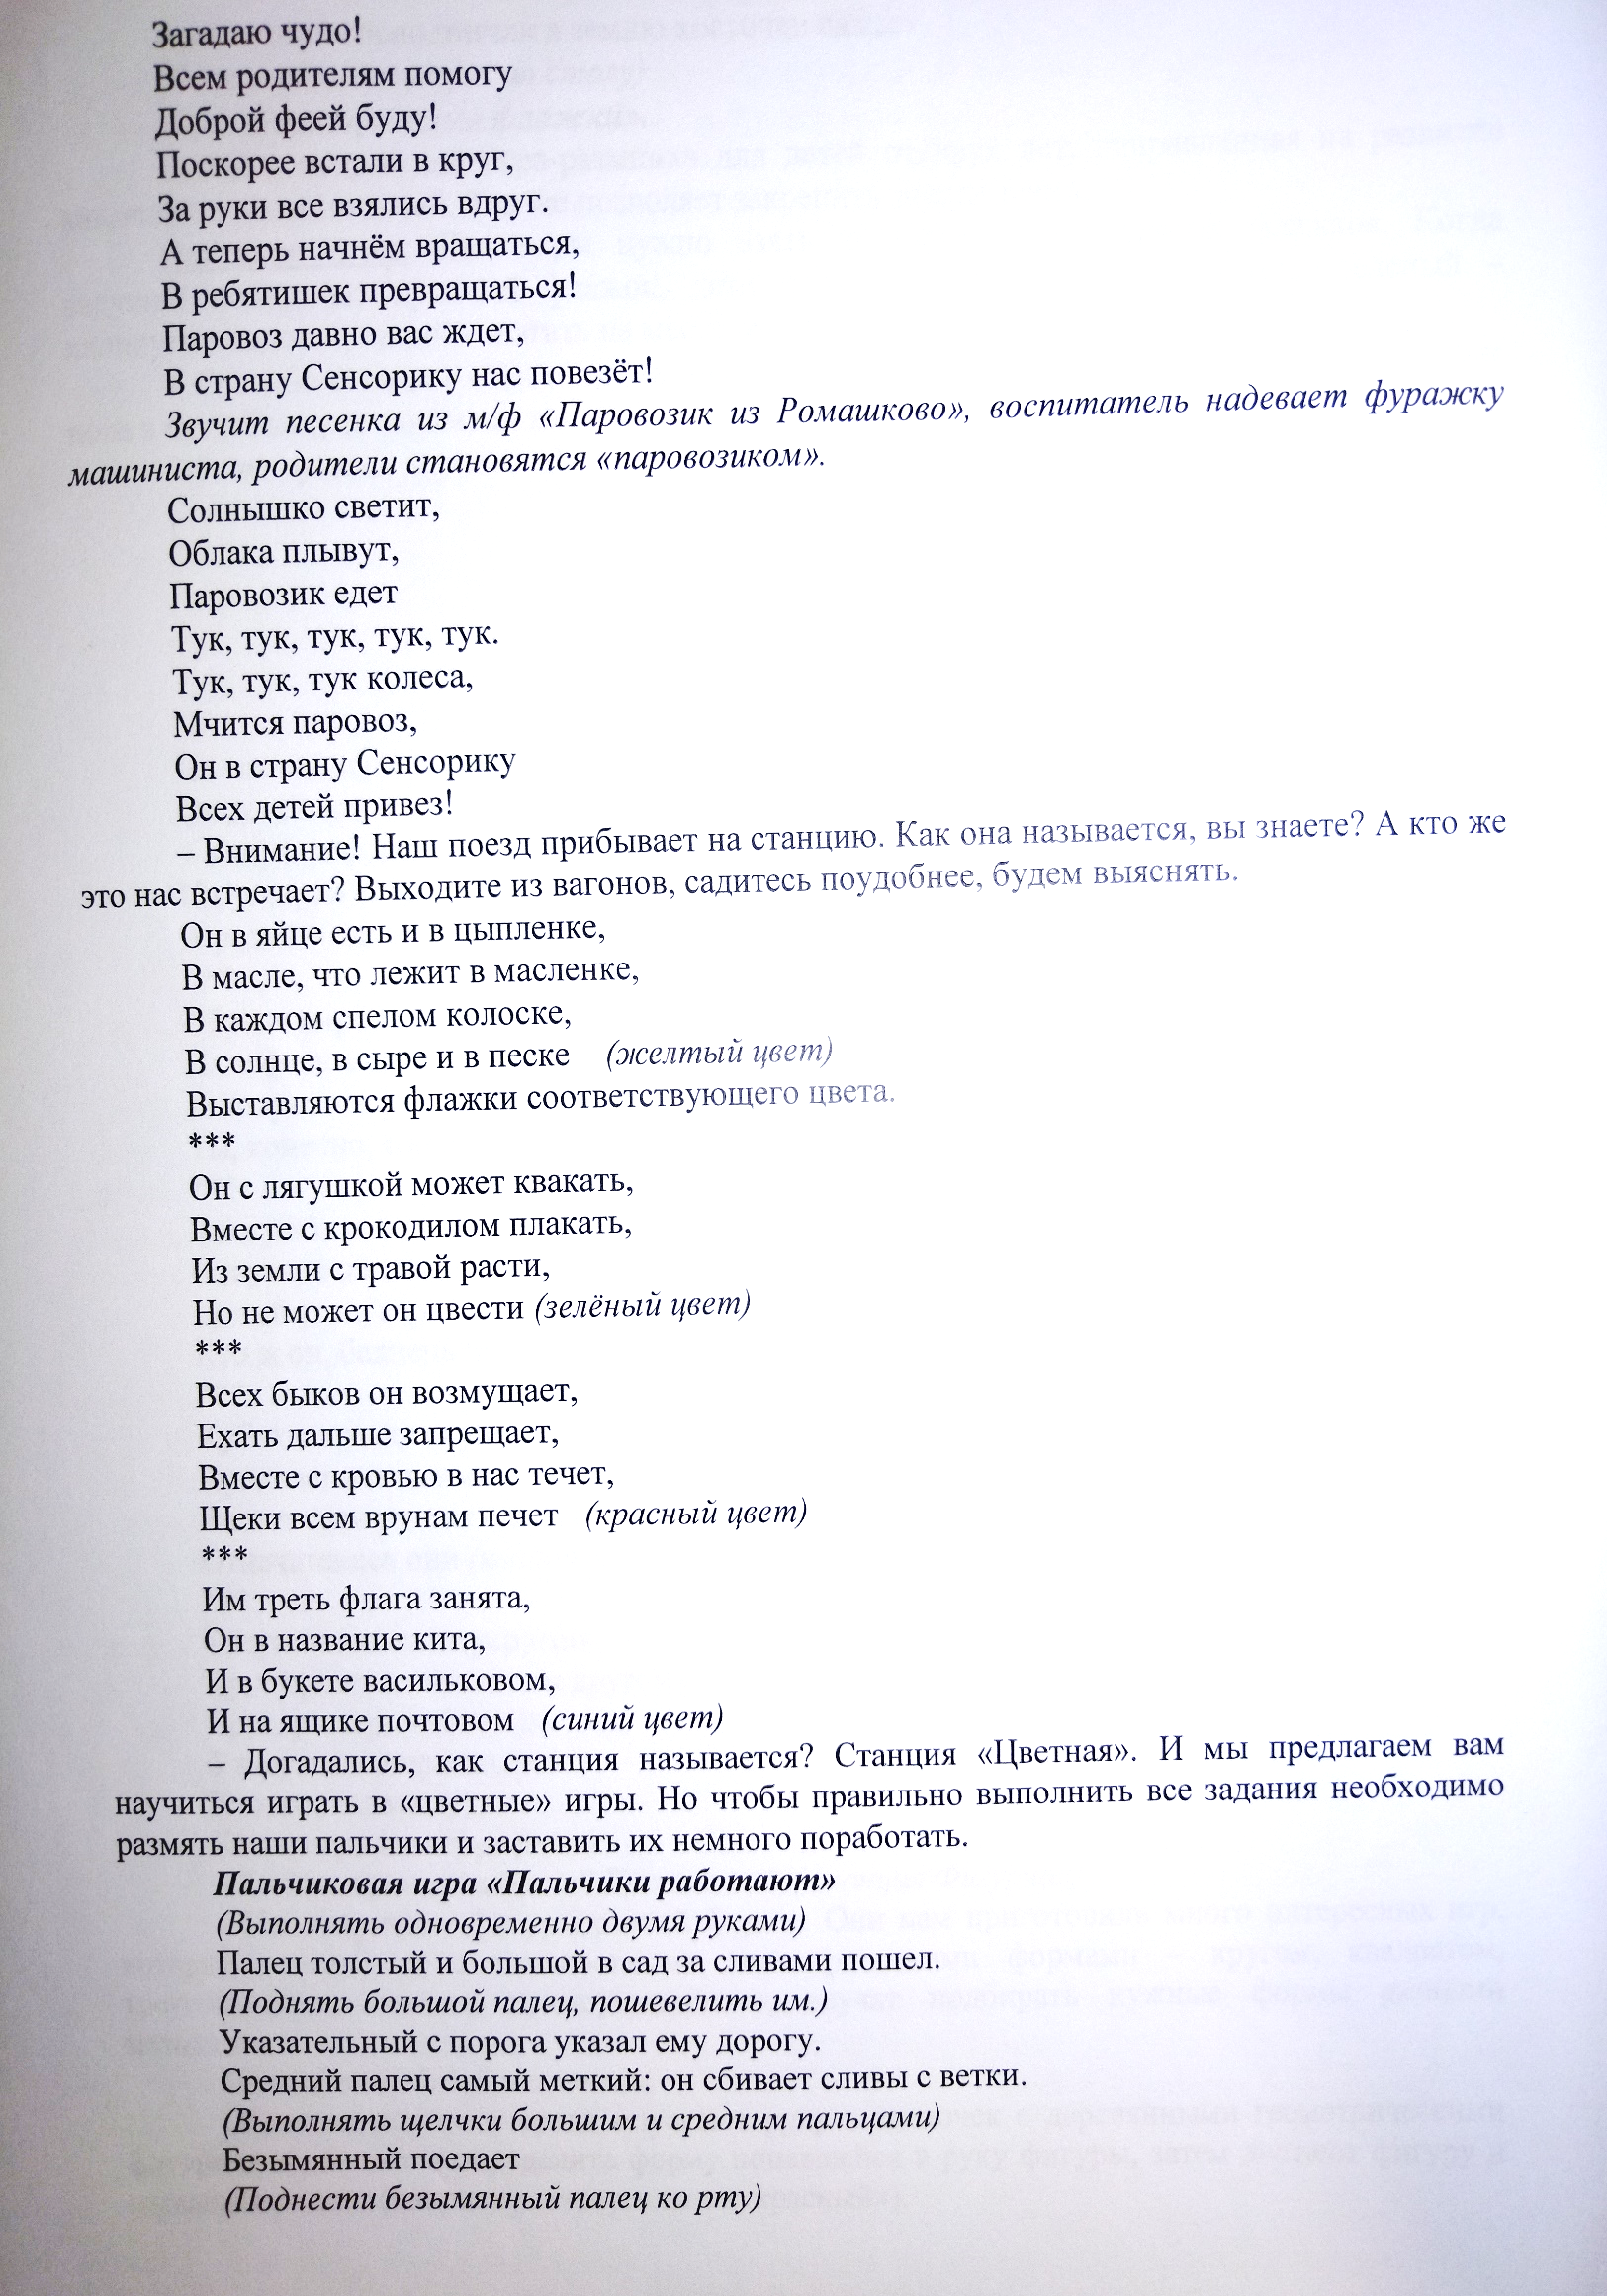 Загадаю чудо!
Всем родителям помогу
Доброй феей буду!
Поскорее встали в круг,
За руки все взялись вдруг.
А теперь начнём вращаться,
В ребятишек превращаться!
Паровоз давно вас ждет,
В страну Сенсорику нас повезёт!
Звучит песенка из м/ф «Паровозик из Ромашково», воспитатель надевает фуражку
машиниста, родители становятся «паровозиком».
Солнышко светит,
Облака плывут,
Паровозик едет
Тук, тук, тук, тук, тук.
Тук, тук, тук колеса,
Мчится паровоз,
Он в страну Сенсорику
Всех детей привез!
– Внимание! Наш поезд прибывает на станцию. Как она называется, вы знаете? А кто же
это нас встречает? Выходите из вагонов, садитесь поудобнее, будем выяснять.
Он в яйце есть и в цыпленке,
В масле, что лежит в масленке,
В каждом спелом колоске,
В солнце, в сыре и в песке (желтый цвет)
Выставляются флажки соответствующего цвета.
***
Он с лягушкой может квакать,
Вместе с крокодилом плакать,
Из земли с травой расти,
Но не может он цвести (зелёный цвет)
***
Всех быков он возмущает,
Ехать дальше запрещает,
Вместе с кровью в нас течет,
Щеки всем врунам печет (красный цвет)
***
Им треть флага занята,
Он в название кита,
И в букете васильковом,
И на ящике почтовом (синий цвет)
– Догадались, как станция называется? Станция «Цветная». И мы предлагаем вам
научиться играть в «цветные» игры. Но чтобы правильно выполнить все задания необходимо
размять наши пальчики и заставить их немного поработать.
Пальчиковая игра «Пальчики работают»
(Выполнять одновременно двумя руками)
Палец толстый и большой в сад за сливами пошел.
(Поднять большой палец, пошевелить им.)
Указательный с порога указал ему дорогу.
Средний палец самый меткий: он сбивает сливы с ветки.
(Выполнять щелчки большим и средним пальцами)
Безымянный поедает
(Поднести безымянный палец ко рту)